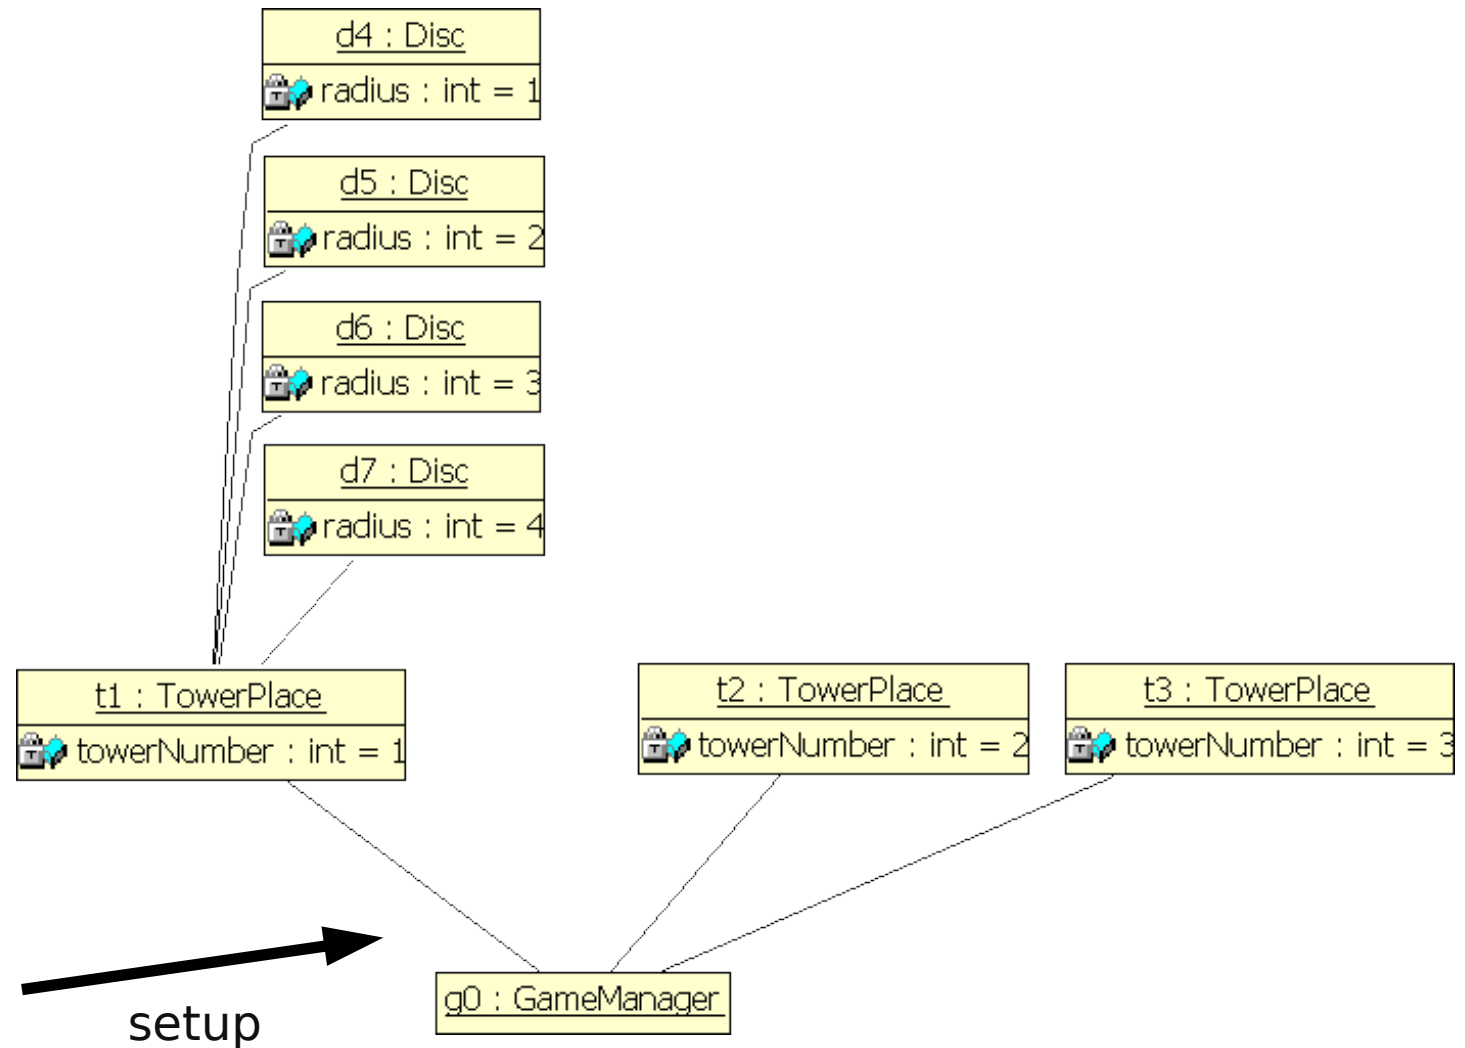 d4 : Disc
radius : int = 1
d5 : Disc
radius : int = 2
d6 : Disc
radius : int = 3
d7 : Disc
radius : int = 4
t1 : TowerPlace
towerNumber : int = 1
t2 : TowerPlace
towerNumber : int = 2
t3 : TowerPlace
towerNumber : int = 3
g0 : GameManager
setup